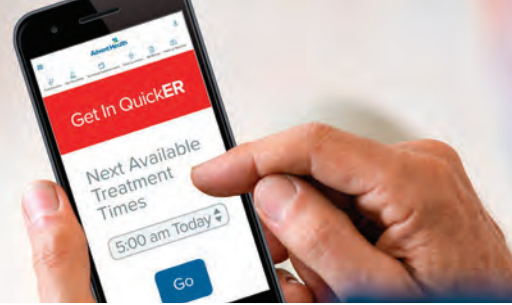 AdventHealth
Get In QuickER
Next Available
Treatment
Times
5:00 am Today
Go